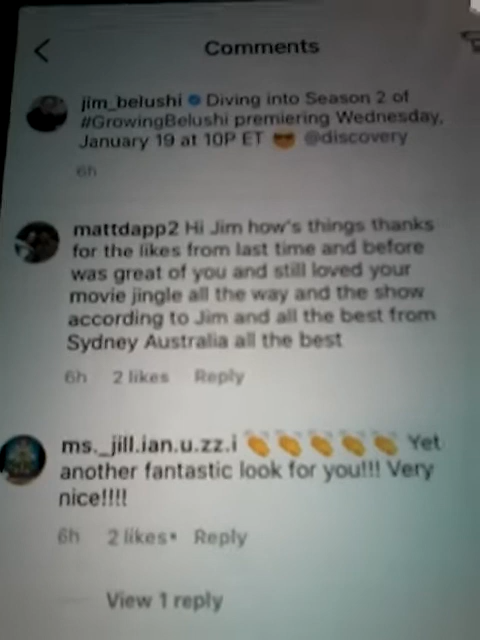 Comments
jim_belushi Diving into Season 2 of
#GrowingBelushi premiering Wednesday,
January 19 at 10P ET 😎 @discovery
6h
mattdapp2 Hi Jim how's things thanks
for the likes from last time and before
was great of you and still loved your
movie jingle all the way and the show
according to Jim and all the best from
Sydney Australia all the best
6h 2 likes Reply
ms._jill.ian.u.zz.i 👏👏👏👏👏 Yet
another fantastic look for you!!! Very
nice!!!!
6h 2 likes Reply
View 1 reply